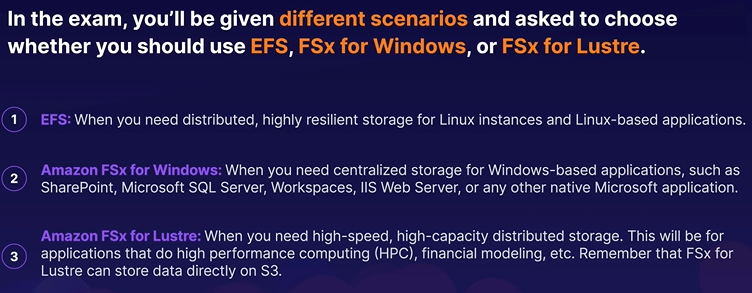 In the exam, you’ll be given different scenarios and asked to choose
whether you should use EFS, FSx for Windows, or FSx for Lustre.
1 EFS: When you need distributed, highly resilient storage for Linux instances and Linux-based applications.
2 Amazon FSx for Windows: When you need centralized storage for Windows-based applications, such as
SharePoint, Microsoft SQL Server, Workspaces, IIS Web Server, or any other native Microsoft application.
3 Amazon FSx for Lustre: When you need high-speed, high-capacity distributed storage. This will be for
applications that do high performance computing (HPC), financial modeling, etc. Remember that FSx for
Lustre can store data directly on S3.